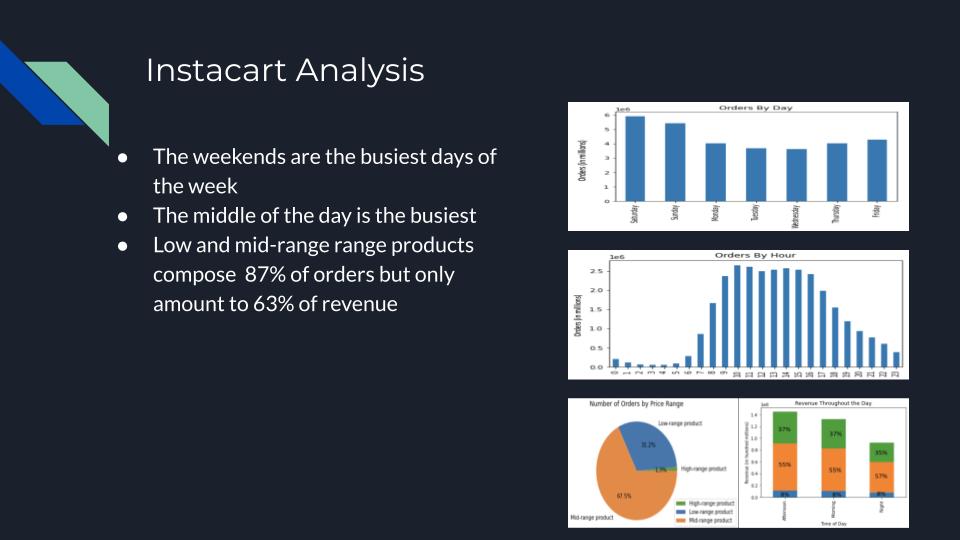 Instacart Analysis
● The weekends are the busiest days of
the week
● The middle of the day is the busiest
● Low and mid-range range products
compose 87% of orders but only
amount to 63% of revenue
Orders By Day
1e6
Orders (in millions)
6
5
4
3
2
1
0
Saturday Sunday Monday Tuesday Wednesday Thursday Friday
Orders By Hour
1e6
Orders (in millions)
2.5
2.0
1.5
1.0
0.5
0.0
0 1 2 3 4 5 6 7 8 9 10 11 12 13 14 15 16 17 18 19 20 21 22 23
Number of Orders by Price Range
Low-range product
31.2%
1.3%
High-range product
67.5%
Mid-range product
High-range product
Low-range product
Mid-range product
Revenue Throughout the Day
1e8
Revenue (in hundred millions)
1.4
1.2
1.0
0.8
0.6
0.4
0.2
0.0
37% 37% 35%
55% 55% 57%
8% 8% 8%
Afternoon Morning Night
Time of Day